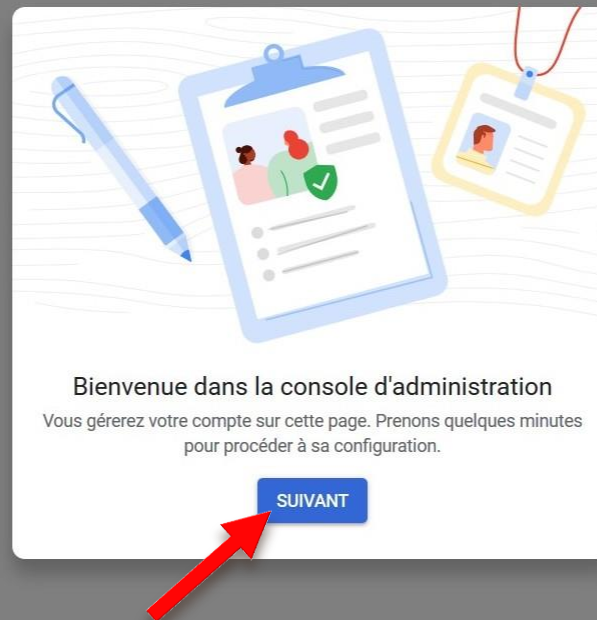 Bienvenue dans la console d'administration
Vous gérerez votre compte sur cette page. Prenons quelques minutes
pour procéder à sa configuration.
SUIVANT